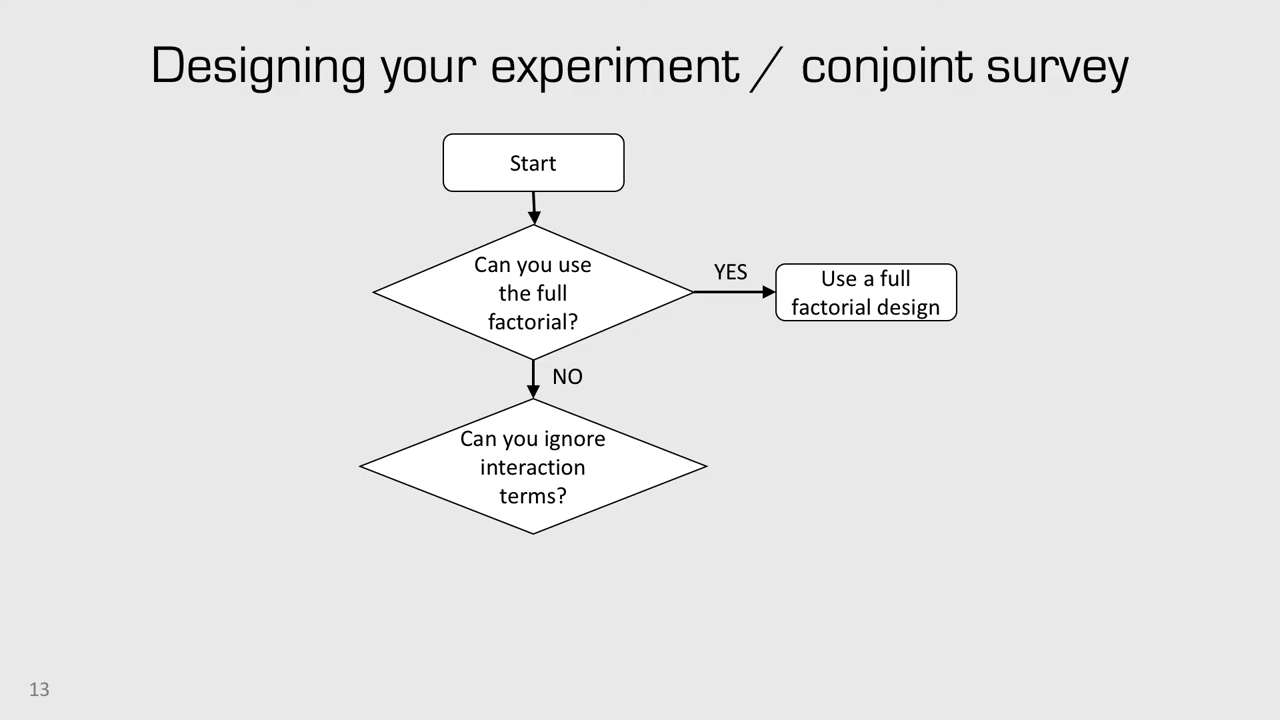 Designing your experiment / conjoint survey
Start
Can you use
the full
factorial?
YES
Use a full
factorial design
NO
Can you ignore
interaction
terms?
13